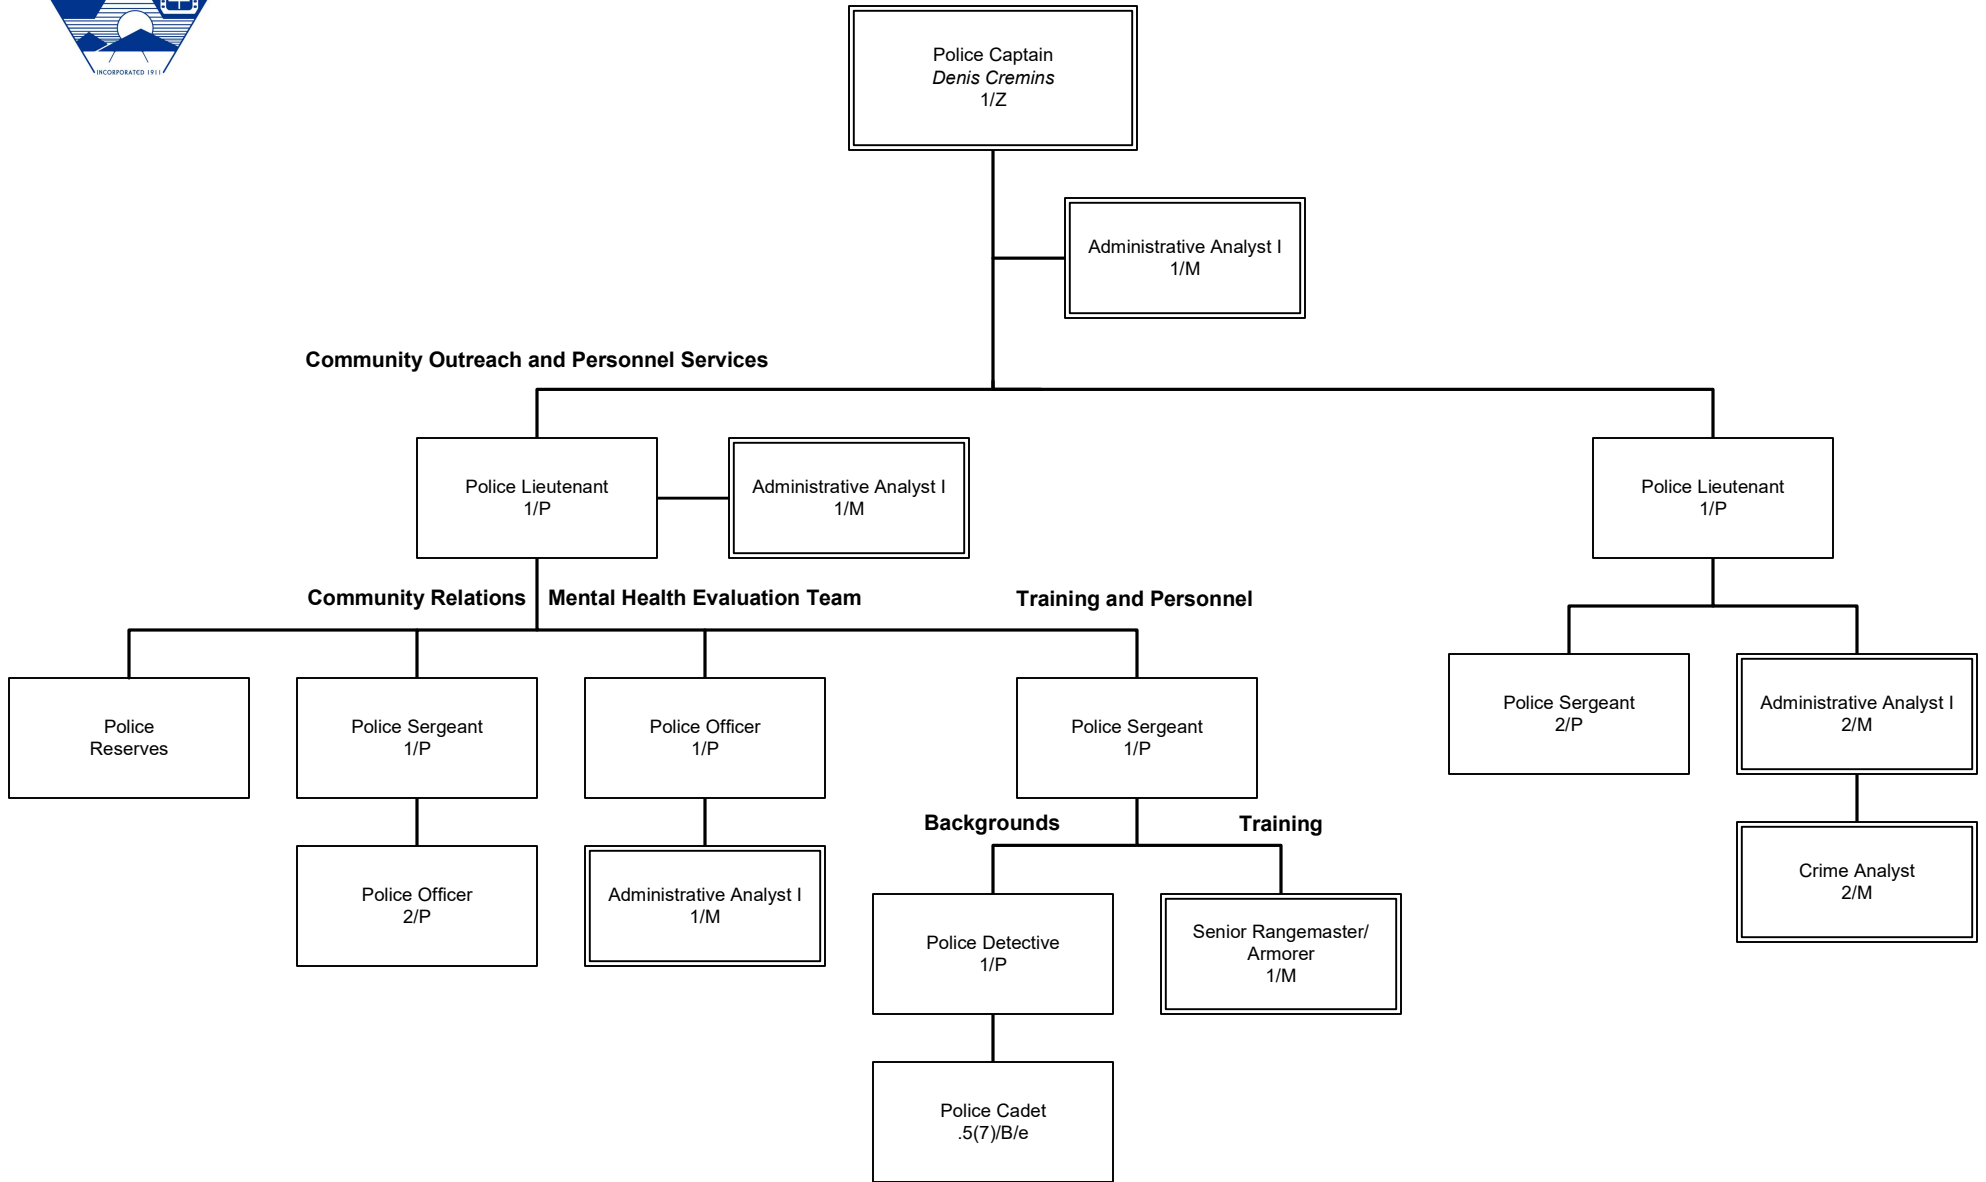 INCORPORATED 1911
Police Captain
Denis Cremins
1/Z
Administrative Analyst I
1/M
Community Outreach and Personnel Services
Police Lieutenant
1/P
Administrative Analyst I
1/M
Police Lieutenant
1/P
Community Relations
Mental Health Evaluation Team
Training and Personnel
Police
Reserves
Police Sergeant
1/P
Police Officer
1/P
Police Sergeant
1/P
Police Sergeant
2/P
Administrative Analyst I
2/M
Backgrounds
Training
Police Officer
2/P
Administrative Analyst I
1/M
Police Detective
1/P
Senior Rangemaster/
Armorer
1/M
Crime Analyst
2/M
Police Cadet
.5(7)/B/e